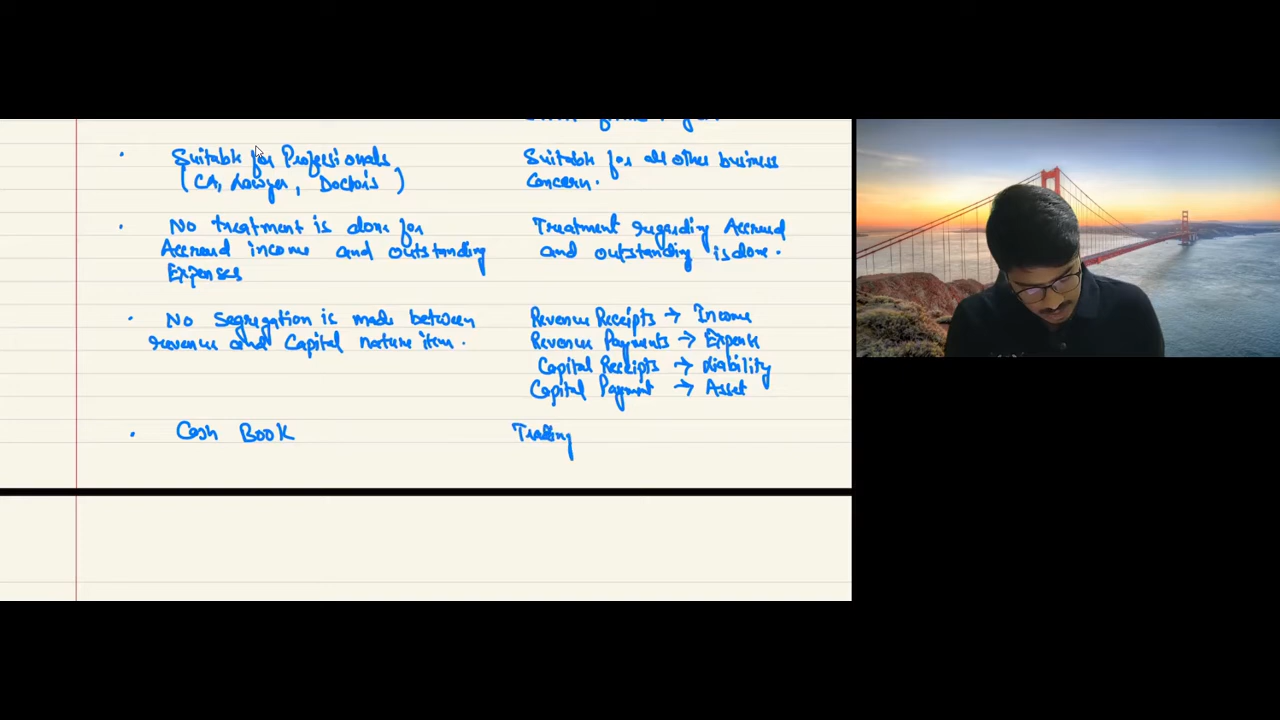 Suitable for Professionals
(CA, Lawyer, Doctors)
Suitable for all other business
Concern.
No treatment is done for
Accrued income and outstanding
Expenses
Treatment regarding Accrued
and outstanding is done.
No Segregation is made between
revenue and Capital nature item.
Revenue Receipts → Income
Revenue Payments → Expense
Capital Receipts → Liability
Capital Payment → Asset
Cash Book
Trading